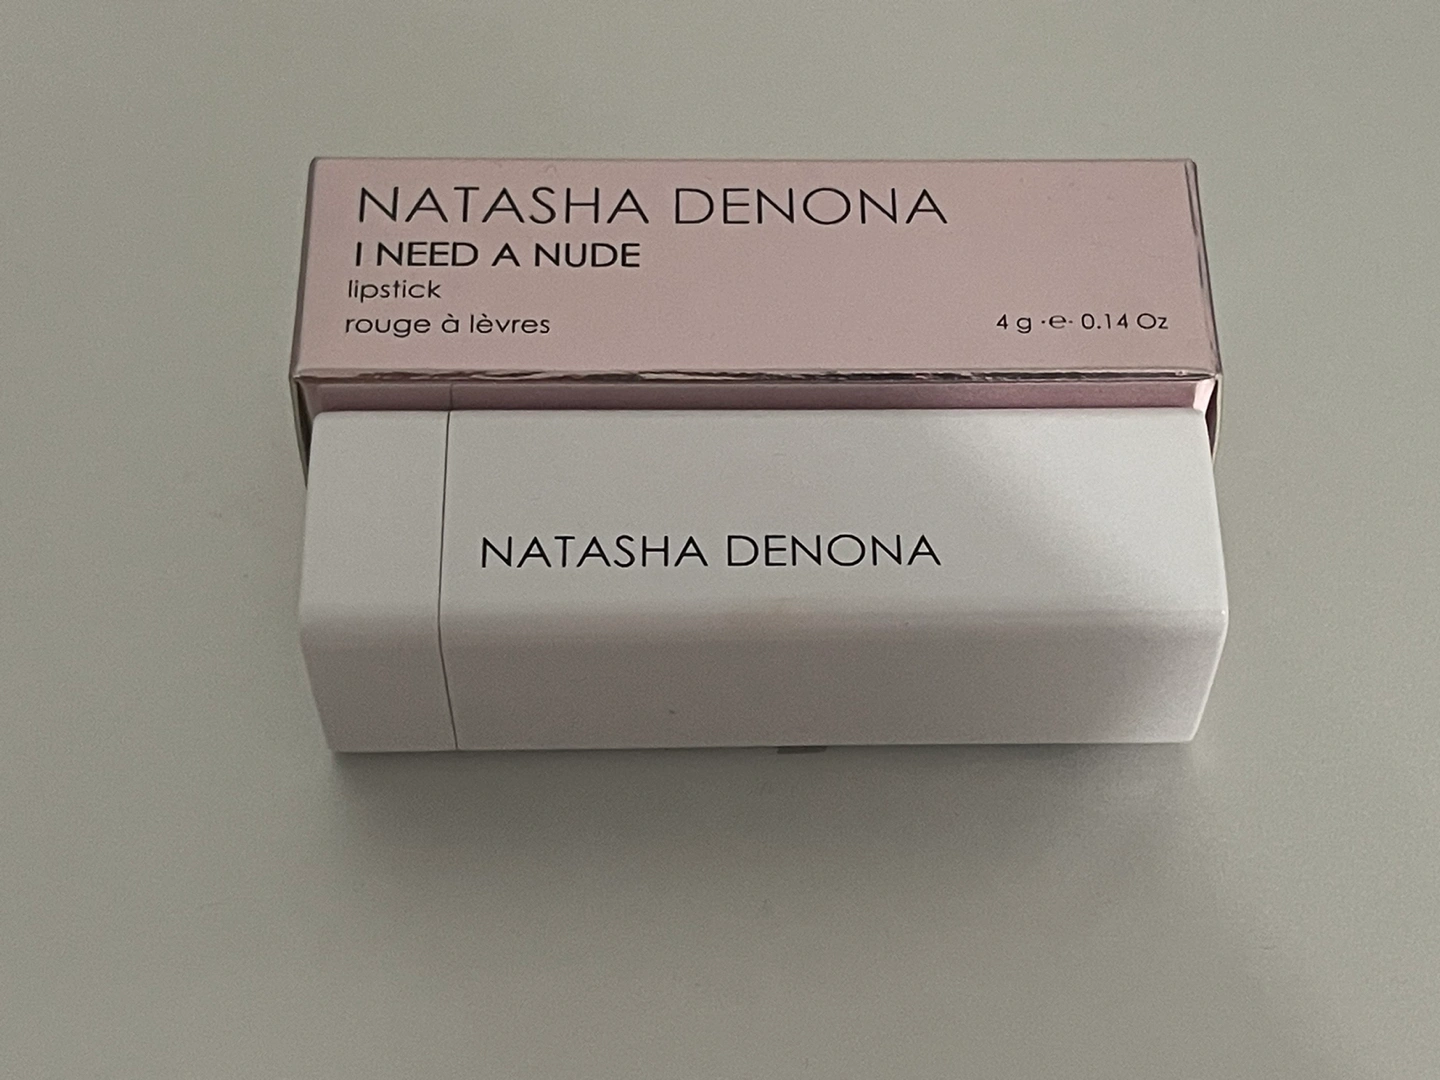 NATASHA DENONA
I NEED A NUDE
lipstick
rouge à lèvres
4 g ·e· 0.14 Oz
NATASHA DENONA